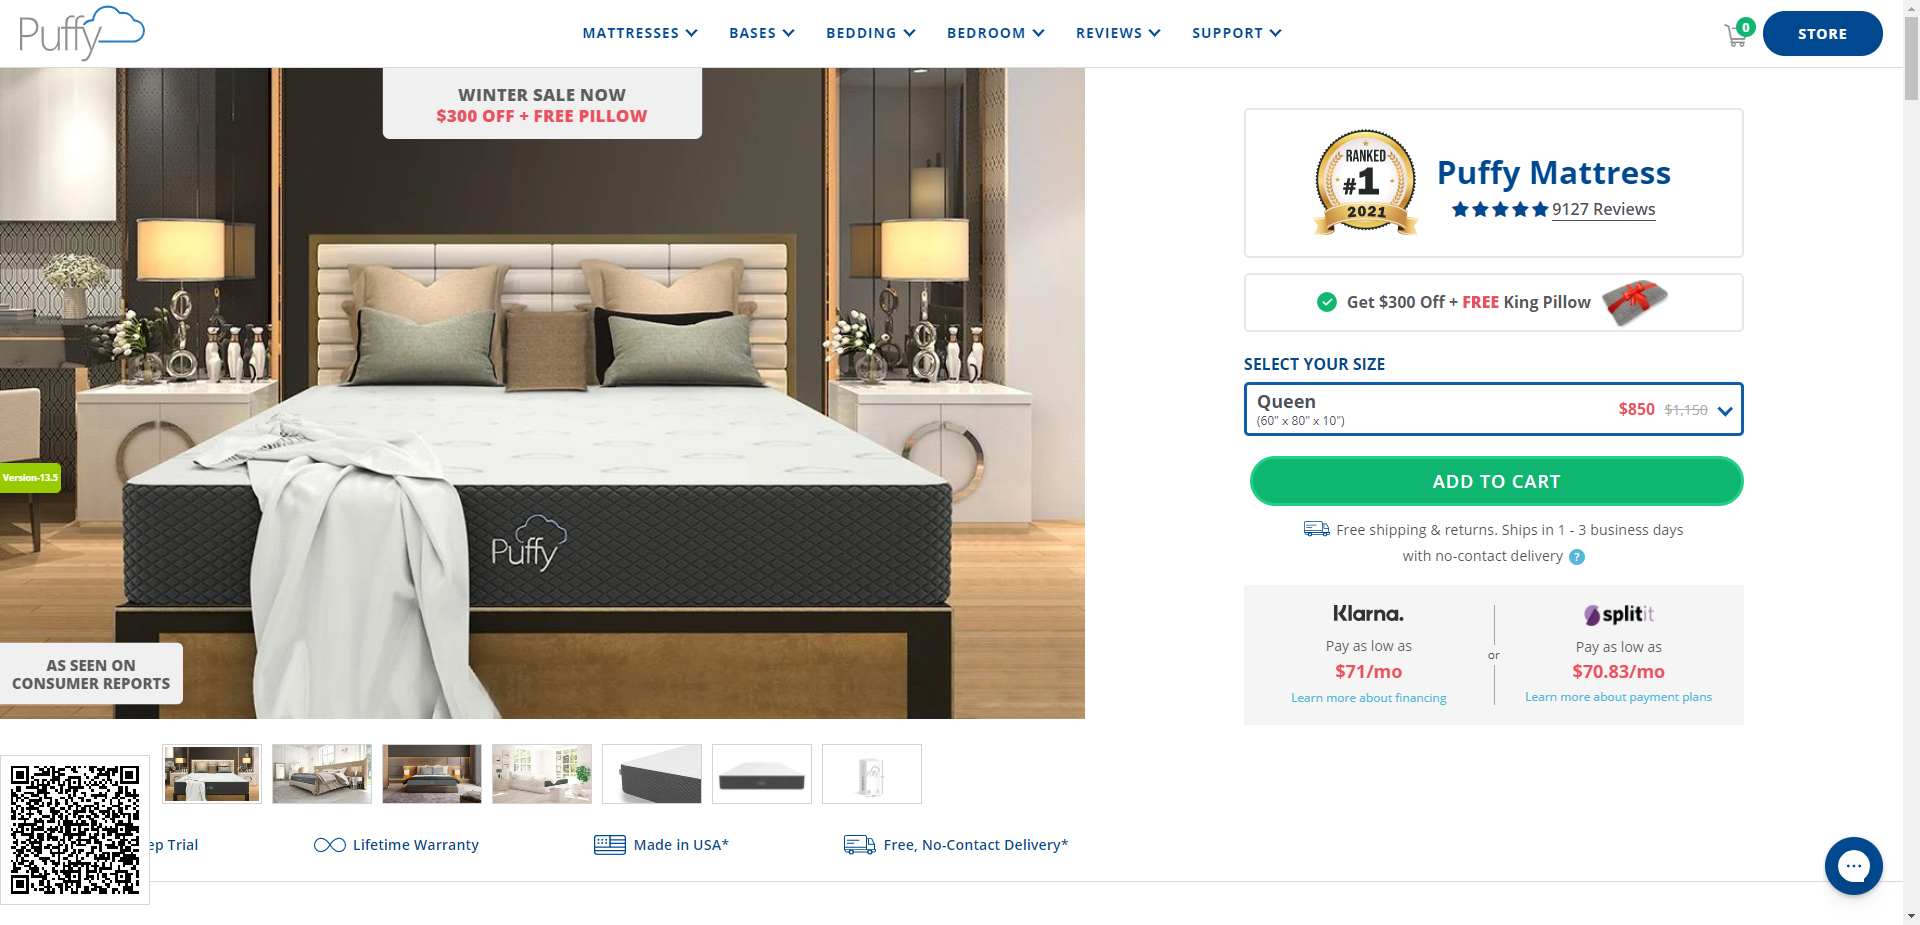 Puffy
MATTRESSES
BASES
BEDDING
BEDROOM
REVIEWS
SUPPORT
0
STORE
WINTER SALE NOW
$300 OFF + FREE PILLOW
RANKED
#1
2021
Puffy Mattress
9127 Reviews
Get $300 Off + FREE King Pillow
SELECT YOUR SIZE
Queen
(60" x 80" x 10")
$850 $1,150
ADD TO CART
Free shipping & returns. Ships in 1 - 3 business days
with no-contact delivery ?
Klarna.
Pay as low as
$71/mo
Learn more about financing
or
splitit
Pay as low as
$70.83/mo
Learn more about payment plans
Version-13.5
Puffy
AS SEEN ON
CONSUMER REPORTS
ep Trial
Lifetime Warranty
Made in USA*
Free, No-Contact Delivery*